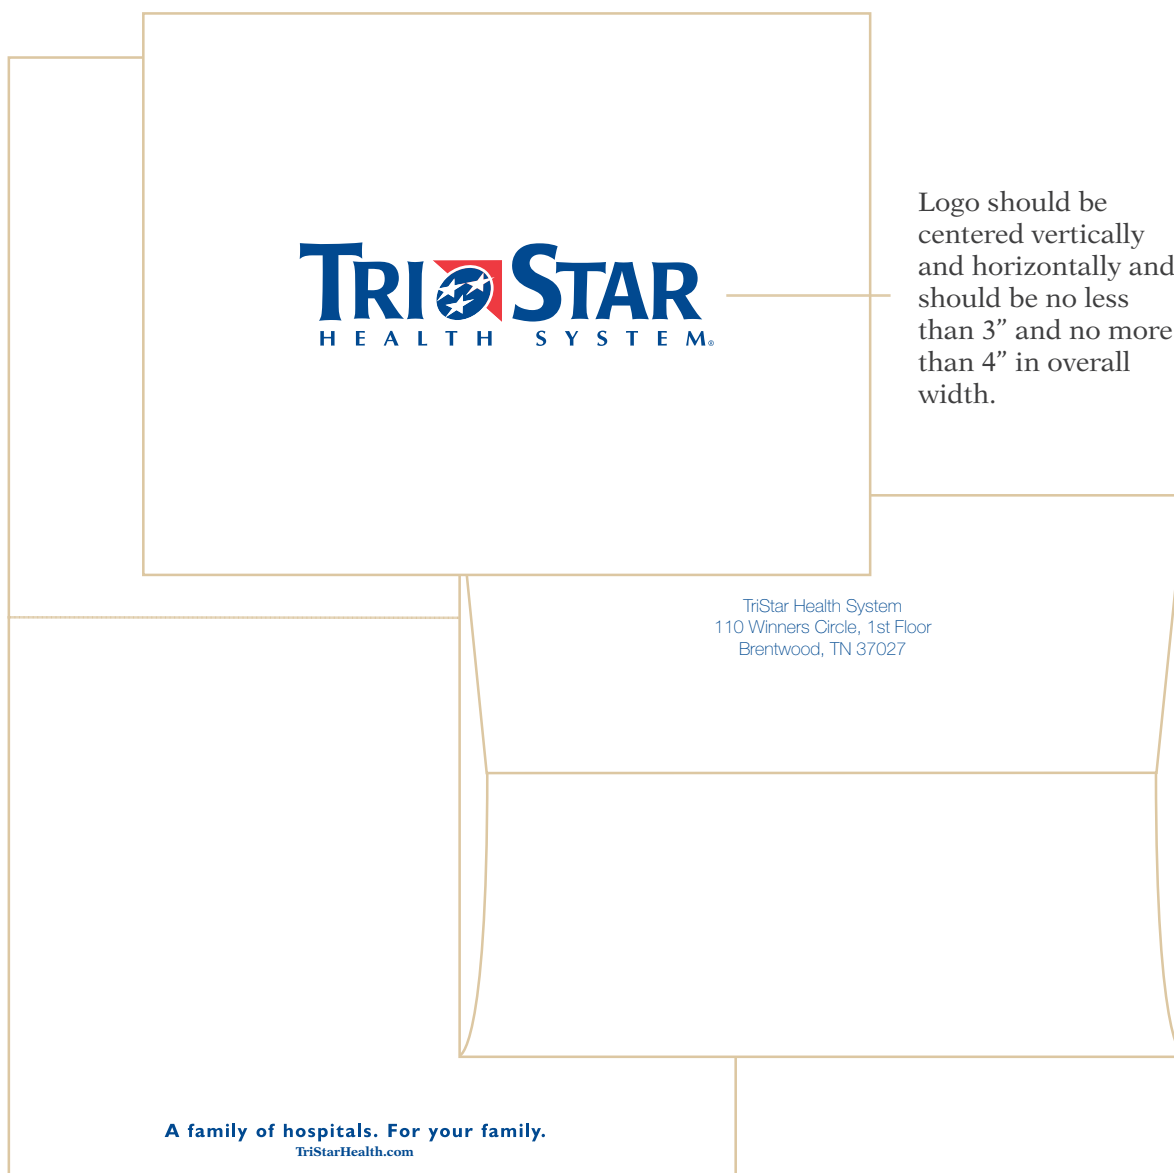 TRISTAR
HEALTH SYSTEM®
Logo should be
centered vertically
and horizontally and
should be no less
than 3” and no more
than 4” in overall
width.
TriStar Health System
110 Winners Circle, 1st Floor
Brentwood, TN 37027
A family of hospitals. For your family.
TriStarHealth.com